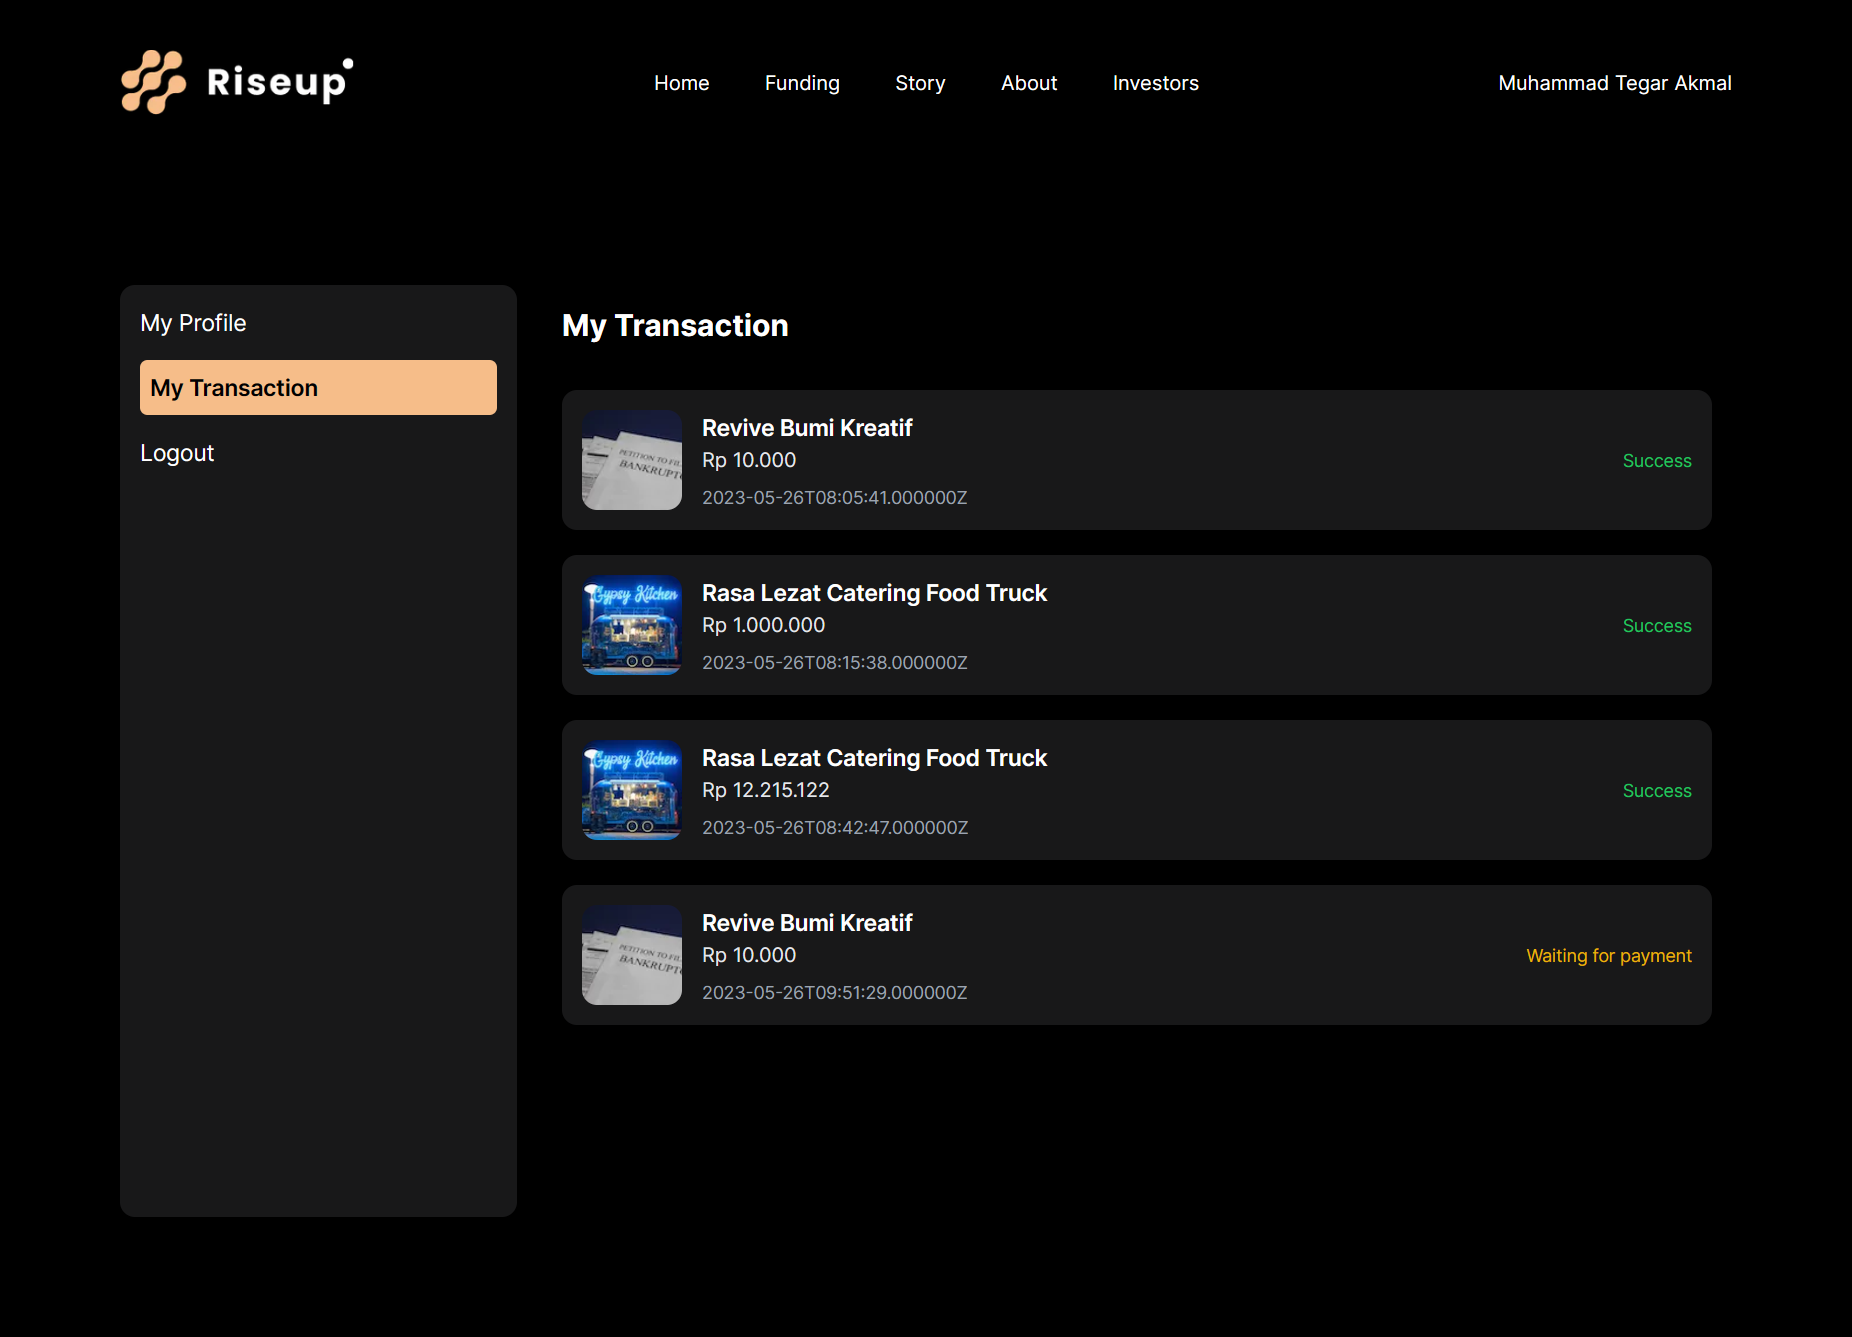 Riseup
Home
Funding
Story
About
Investors
Muhammad Tegar Akmal
My Profile
My Transaction
Logout
My Transaction
PETITION TO FIL
BANKRUPT
Revive Bumi Kreatif
Rp 10.000
2023-05-26T08:05:41.000000Z
Success
Gypsy Kitchen
Rasa Lezat Catering Food Truck
Rp 1.000.000
2023-05-26T08:15:38.000000Z
Success
Gypsy Kitchen
Rasa Lezat Catering Food Truck
Rp 12.215.122
2023-05-26T08:42:47.000000Z
Success
PETITION TO FIL
BANKRUPT
Revive Bumi Kreatif
Rp 10.000
2023-05-26T09:51:29.000000Z
Waiting for payment